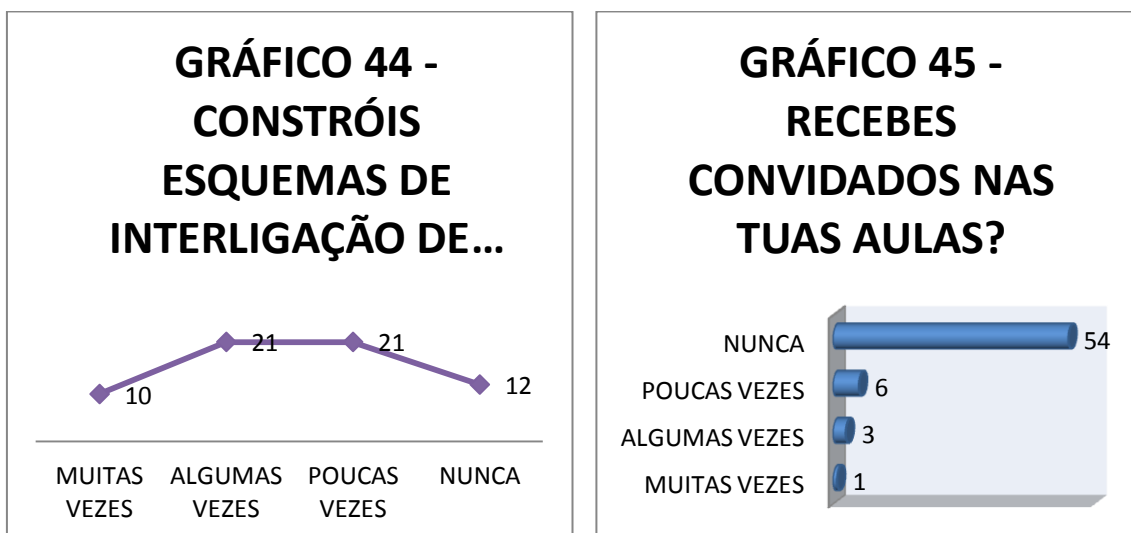 GRÁFICO 44 -
CONSTRÓIS
ESQUEMAS DE
INTERLIGAÇÃO DE...
21
21
10
12
MUITAS VEZES
ALGUMAS VEZES
POUCAS VEZES
NUNCA
GRÁFICO 45 -
RECEBES
CONVIDADOS NAS
TUAS AULAS?
NUNCA 54
POUCAS VEZES 6
ALGUMAS VEZES 3
MUITAS VEZES 1